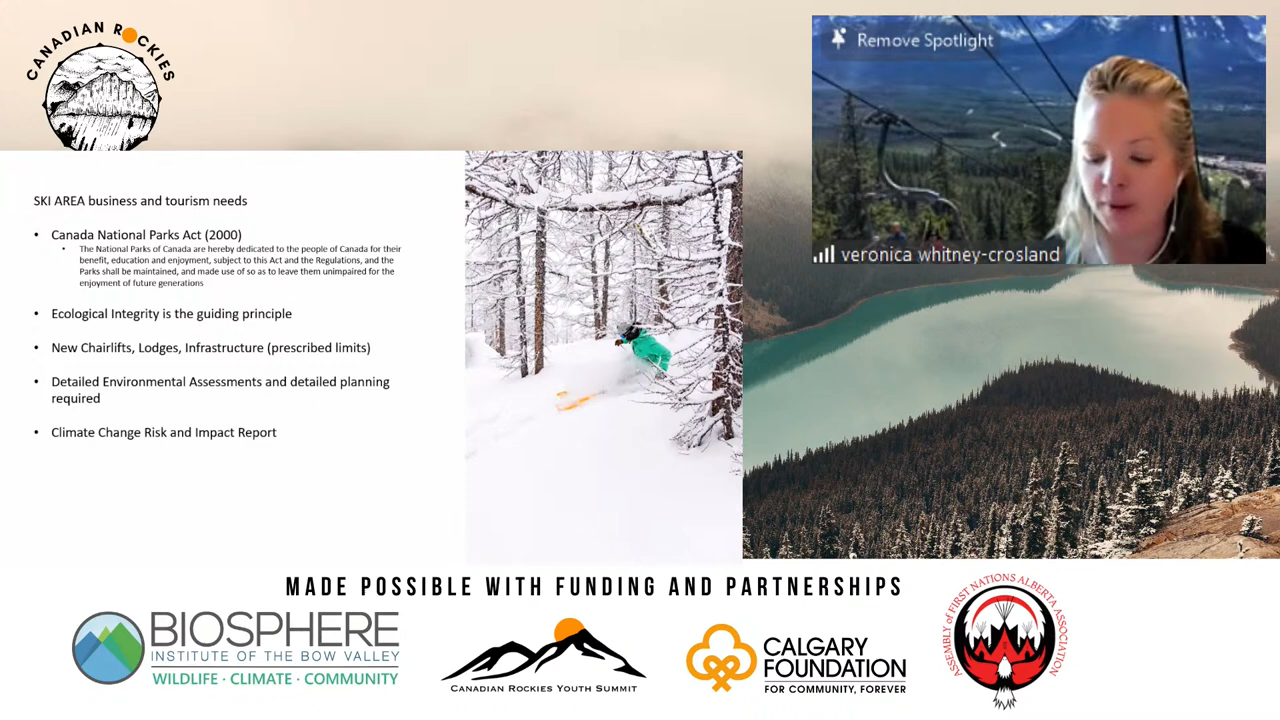 CANADIAN ROCKIES
Remove Spotlight
veronica whitney-crosland
SKI AREA business and tourism needs
• Canada National Parks Act (2000)
• The National Parks of Canada are hereby dedicated to the people of Canada for their
benefit, education and enjoyment, subject to this Act and the Regulations, and the
Parks shall be maintained, and made use of so as to leave them unimpaired for the
enjoyment of future generations
• Ecological Integrity is the guiding principle
• New Chairlifts, Lodges, Infrastructure (prescribed limits)
• Detailed Environmental Assessments and detailed planning
required
• Climate Change Risk and Impact Report
MADE POSSIBLE WITH FUNDING AND PARTNERSHIPS
BIOSPHERE
INSTITUTE OF THE BOW VALLEY
WILDLIFE · CLIMATE · COMMUNITY
CANADIAN ROCKIES YOUTH SUMMIT
CALGARY
FOUNDATION
FOR COMMUNITY, FOREVER
ASSEMBLY of FIRST NATIONS ALBERTA ASSOCIATION